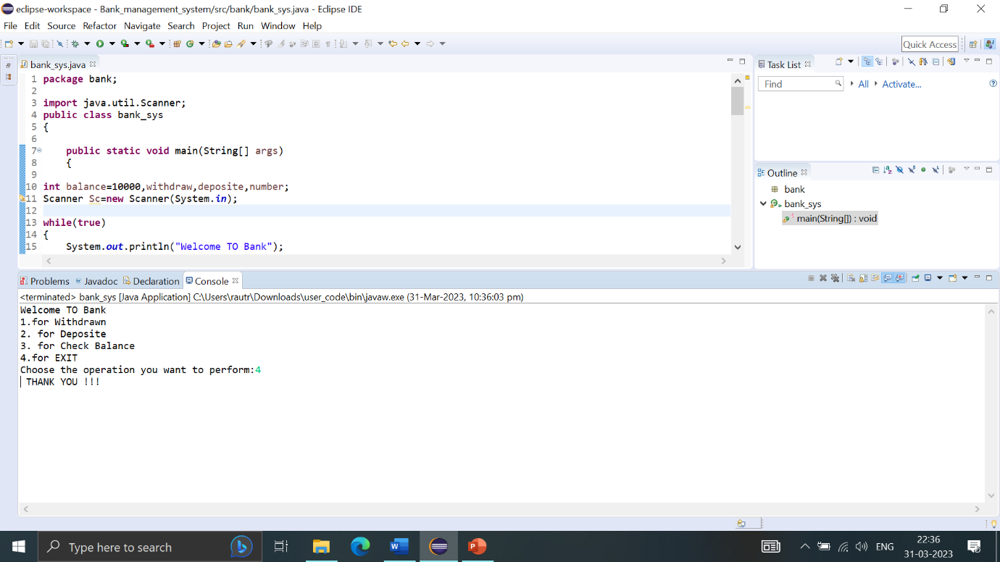 eclipse-workspace - Bank_management_system/src/bank/bank_sys.java - Eclipse IDE
File Edit Source Refactor Navigate Search Project Run Window Help
Quick Access
bank_sys.java
1 package bank;
2
3 import java.util.Scanner;
4 public class bank_sys
5 {
6
7 public static void main(String[] args)
8 {
9
10 int balance=10000,withdraw,deposite,number;
11 Scanner Sc=new Scanner(System.in);
12
13 while(true)
14 {
15 System.out.println("Welcome TO Bank");
Task List
Find All Activate...
Outline
bank
bank_sys
main(String[]) : void
Problems Javadoc Declaration Console
<terminated> bank_sys [Java Application] C:\Users\rautr\Downloads\user_code\bin\javaw.exe (31-Mar-2023, 10:36:03 pm)
Welcome TO Bank
1.for Withdrawn
2. for Deposite
3. for Check Balance
4.for EXIT
Choose the operation you want to perform:4
THANK YOU !!!
Type here to search
ENG
22:36
31-03-2023